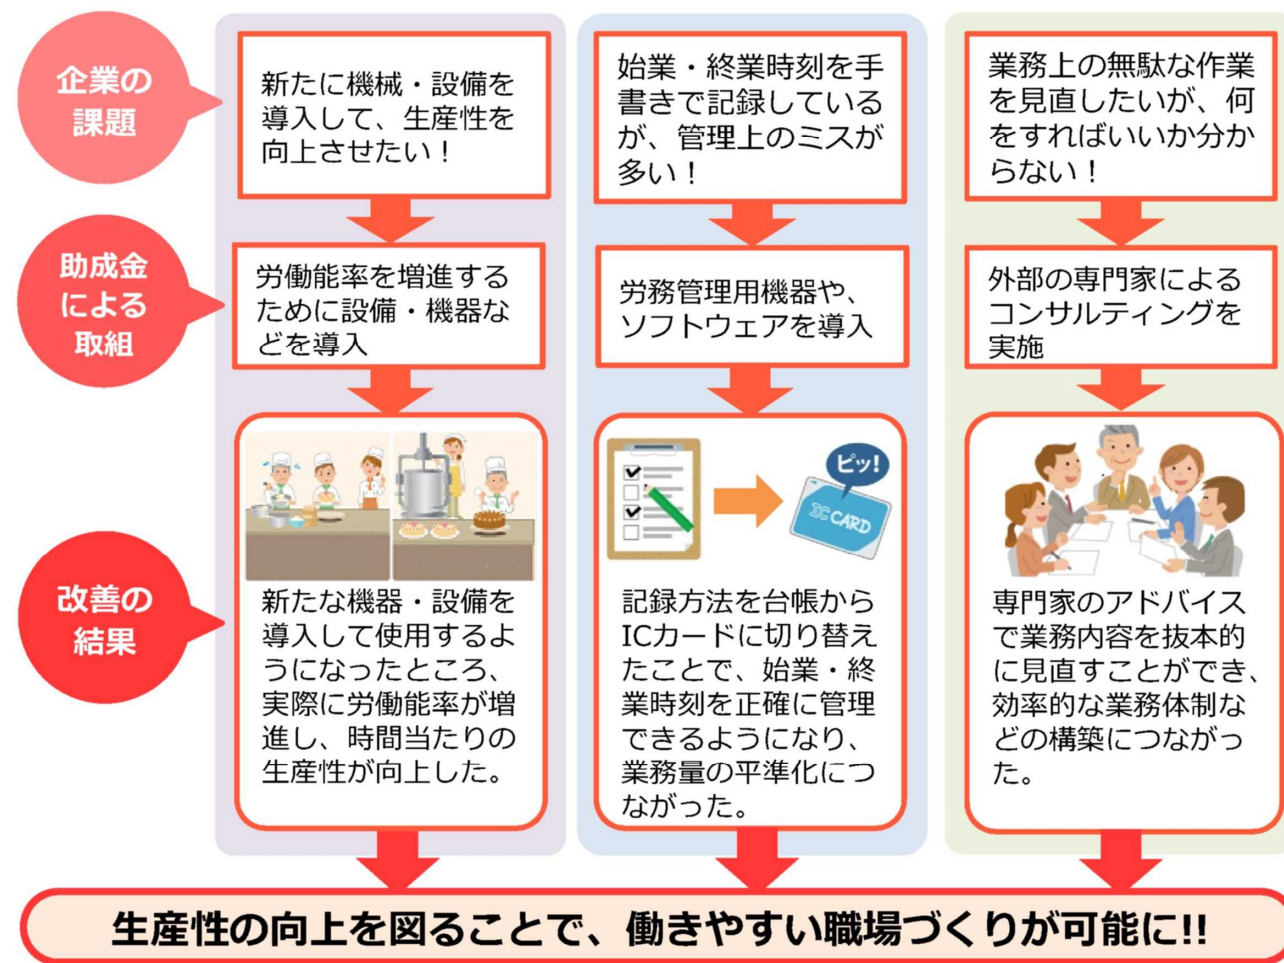 企業の
課題
新たに機械・設備を
導入して、生産性を
向上させたい！
始業・終業時刻を手
書きで記録している
が、管理上のミスが
多い！
業務上の無駄な作業
を見直したいが、何
をすればいいか分か
らない！
助成金
による
取組
労働能率を増進する
ために設備・機器な
どを導入
労務管理用機器や、
ソフトウェアを導入
外部の専門家による
コンサルティングを
実施
改善の
結果
新たな機器・設備を
導入して使用するよ
うになったところ、
実際に労働能率が増
進し、時間当たりの
生産性が向上した。
ピッ!
IC CARD
記録方法を台帳から
ICカードに切り替え
たことで、始業・終
業時刻を正確に管理
できるようになり、
業務量の平準化につ
ながった。
専門家のアドバイス
で業務内容を抜本的
に見直すことができ、
効率的な業務体制な
どの構築につながっ
た。
生産性の向上を図ることで、働きやすい職場づくりが可能に!!